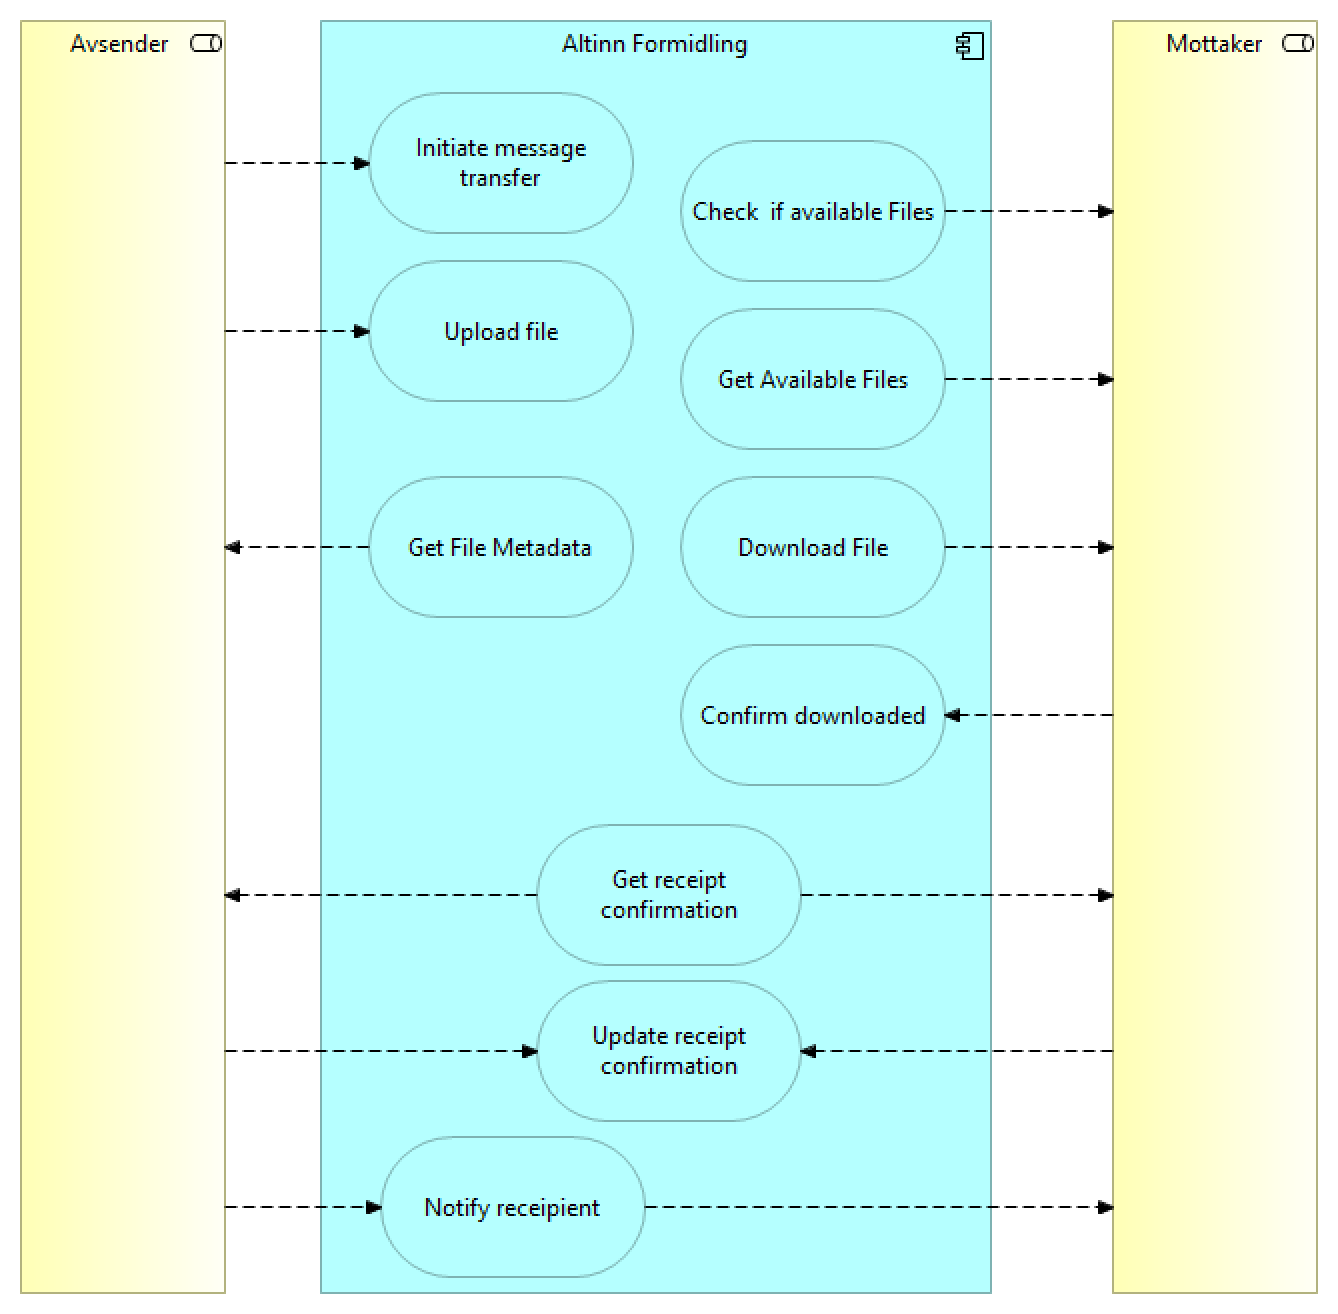 Avsender
Altinn Formidling
Mottaker
Initiate message
transfer
Check  if available Files
Upload file
Get Available Files
Get File Metadata
Download File
Confirm downloaded
Get receipt
confirmation
Update receipt
confirmation
Notify receipient